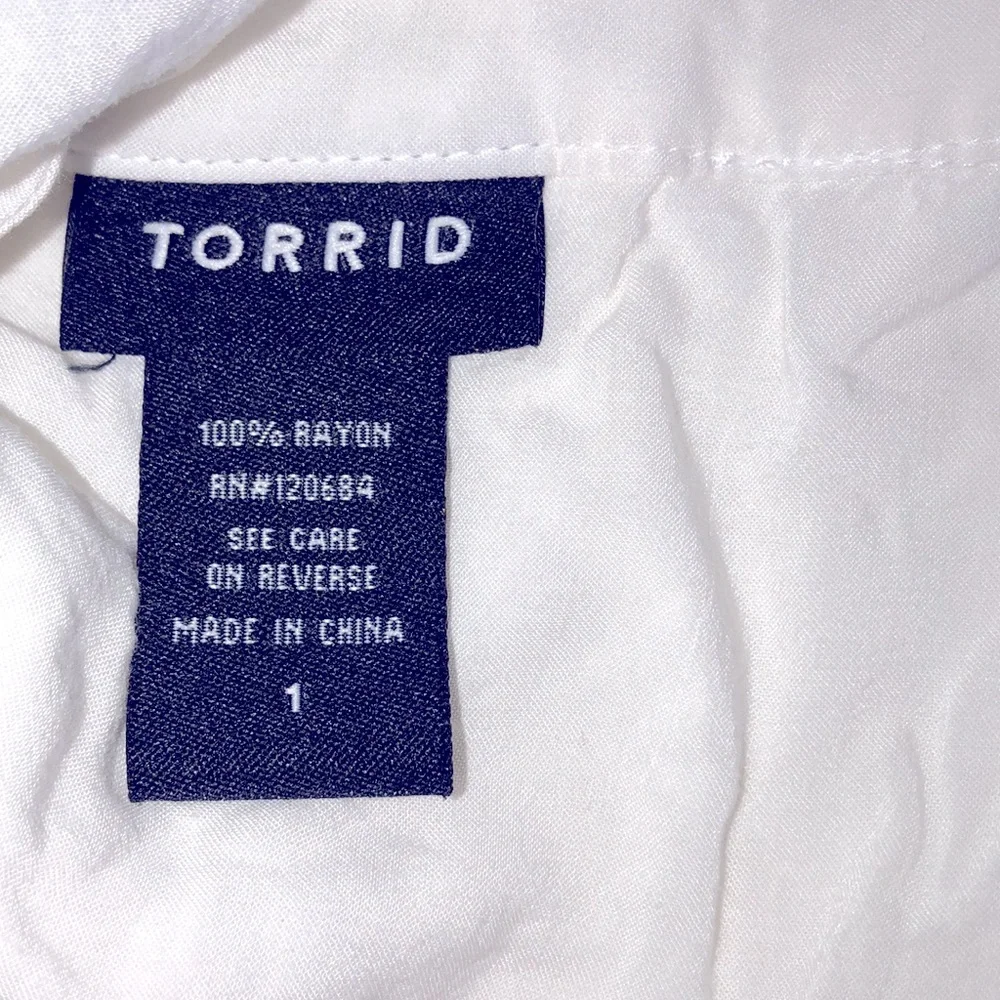 TORRID
100% RAYON
RN#120684
SEE CARE
ON REVERSE
MADE IN CHINA
1